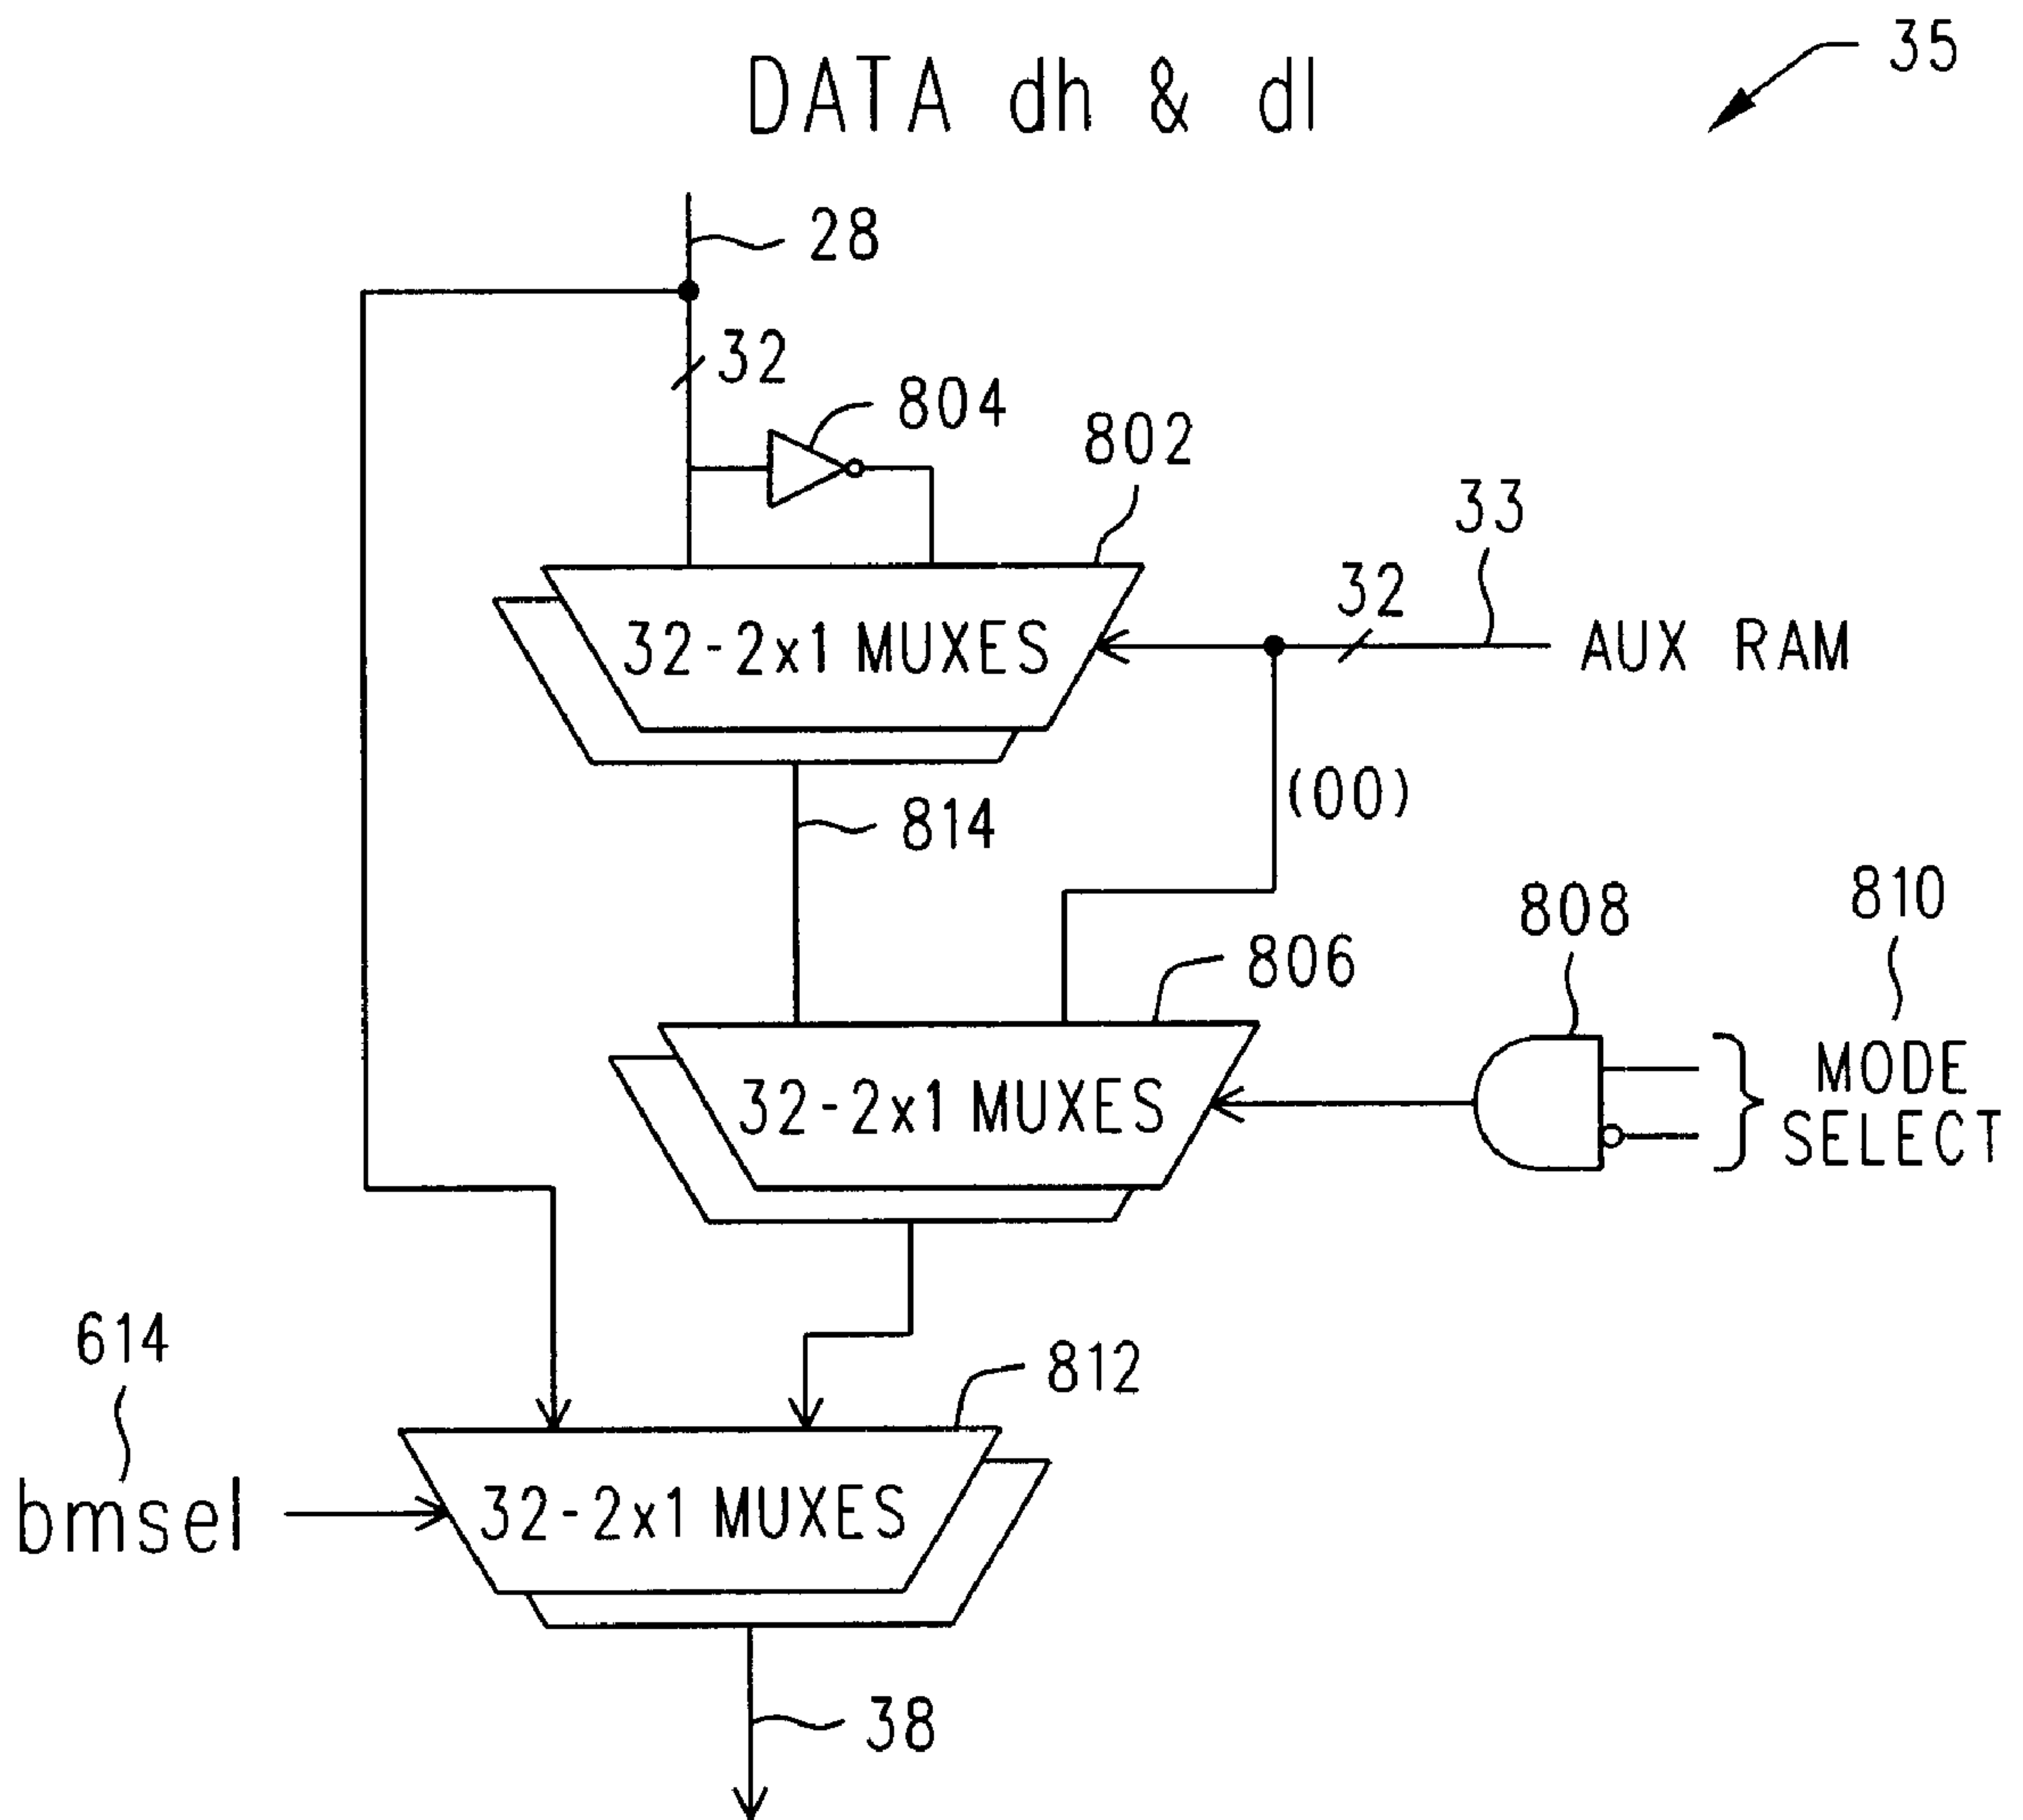 35
DATA dh & dl
28
32
804
802
33
32
32-2x1 MUXES
AUX RAM
(00)
814
810
808
806
MODE
SELECT
32-2x1 MUXES
614
812
bmsel
32-2x1 MUXES
38